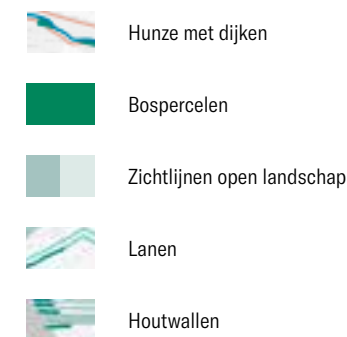 Hunze met dijken
Bospercelen
Zichtlijnen open landschap
Lanen
Houtwallen